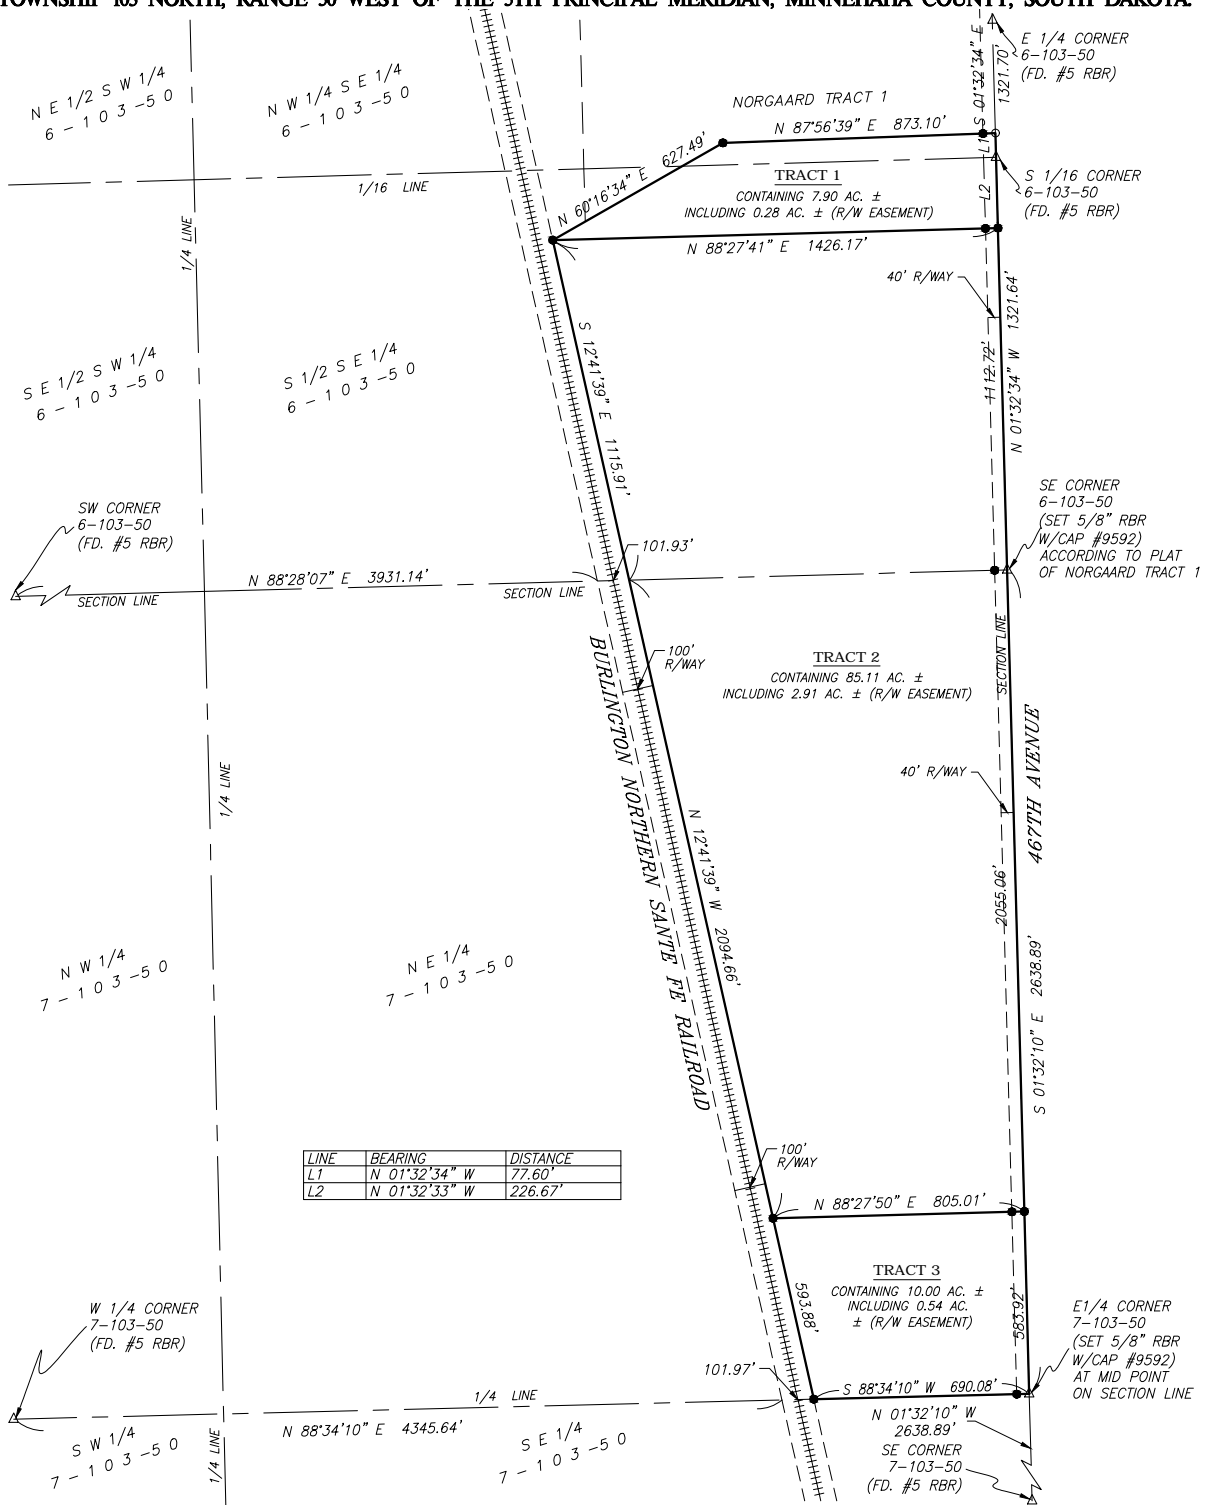 TOWNSHIP 103 NORTH, RANGE 50 WEST OF THE 5TH PRINCIPAL MERIDIAN, MINNEHAHA COUNTY, SOUTH DAKOTA.
N E 1/2 S W 1/4
6 - 1 0 3 - 5 0
N W 1/4 S E 1/4
6 - 1 0 3 - 5 0
NORGAARD TRACT 1
N 87°56'39" E 873.10'
S 01°32'34" E
1321.70'
E 1/4 CORNER
6-103-50
(FD. #5 RBR)
N 60°16'34" E 627.49'
L1
L2
1/16 LINE
1/4 LINE
TRACT 1
CONTAINING 7.90 AC. ±
INCLUDING 0.28 AC. ± (R/W EASEMENT)
S 1/16 CORNER
6-103-50
(FD. #5 RBR)
N 88°27'41" E 1426.17'
40' R/WAY
1112.72'
N 01°32'34" W 1321.64'
S E 1/2 S W 1/4
6 - 1 0 3 - 5 0
S 1/2 S E 1/4
6 - 1 0 3 - 5 0
S 12°41'39" E 1115.91'
SW CORNER
6-103-50
(FD. #5 RBR)
SE CORNER
6-103-50
(SET 5/8" RBR
W/CAP #9592)
ACCORDING TO PLAT
OF NORGAARD TRACT 1
101.93'
N 88°28'07" E 3931.14'
SECTION LINE
SECTION LINE
100'
R/WAY
TRACT 2
CONTAINING 85.11 AC. ±
INCLUDING 2.91 AC. ± (R/W EASEMENT)
SECTION LINE
BURLINGTON NORTHERN SANTE FE RAILROAD
467TH AVENUE
1/4 LINE
40' R/WAY
N 12°41'39" W 2094.66'
2055.06'
S 01°32'10" E 2638.89'
N W 1/4
7 - 1 0 3 - 5 0
N E 1/4
7 - 1 0 3 - 5 0
LINE BEARING DISTANCE
L1 N 01°32'34" W 77.60'
L2 N 01°32'33" W 226.67'
100'
R/WAY
N 88°27'50" E 805.01'
TRACT 3
CONTAINING 10.00 AC. ±
INCLUDING 0.54 AC.
± (R/W EASEMENT)
593.88'
583.92'
W 1/4 CORNER
7-103-50
(FD. #5 RBR)
E1/4 CORNER
7-103-50
(SET 5/8" RBR
W/CAP #9592)
AT MID POINT
ON SECTION LINE
101.97'
S 88°34'10" W 690.08'
1/4 LINE
N 88°34'10" E 4345.64'
N 01°32'10" W
2638.89'
S W 1/4
7 - 1 0 3 - 5 0
1/4 LINE
S E 1/4
7 - 1 0 3 - 5 0
SE CORNER
7-103-50
(FD. #5 RBR)